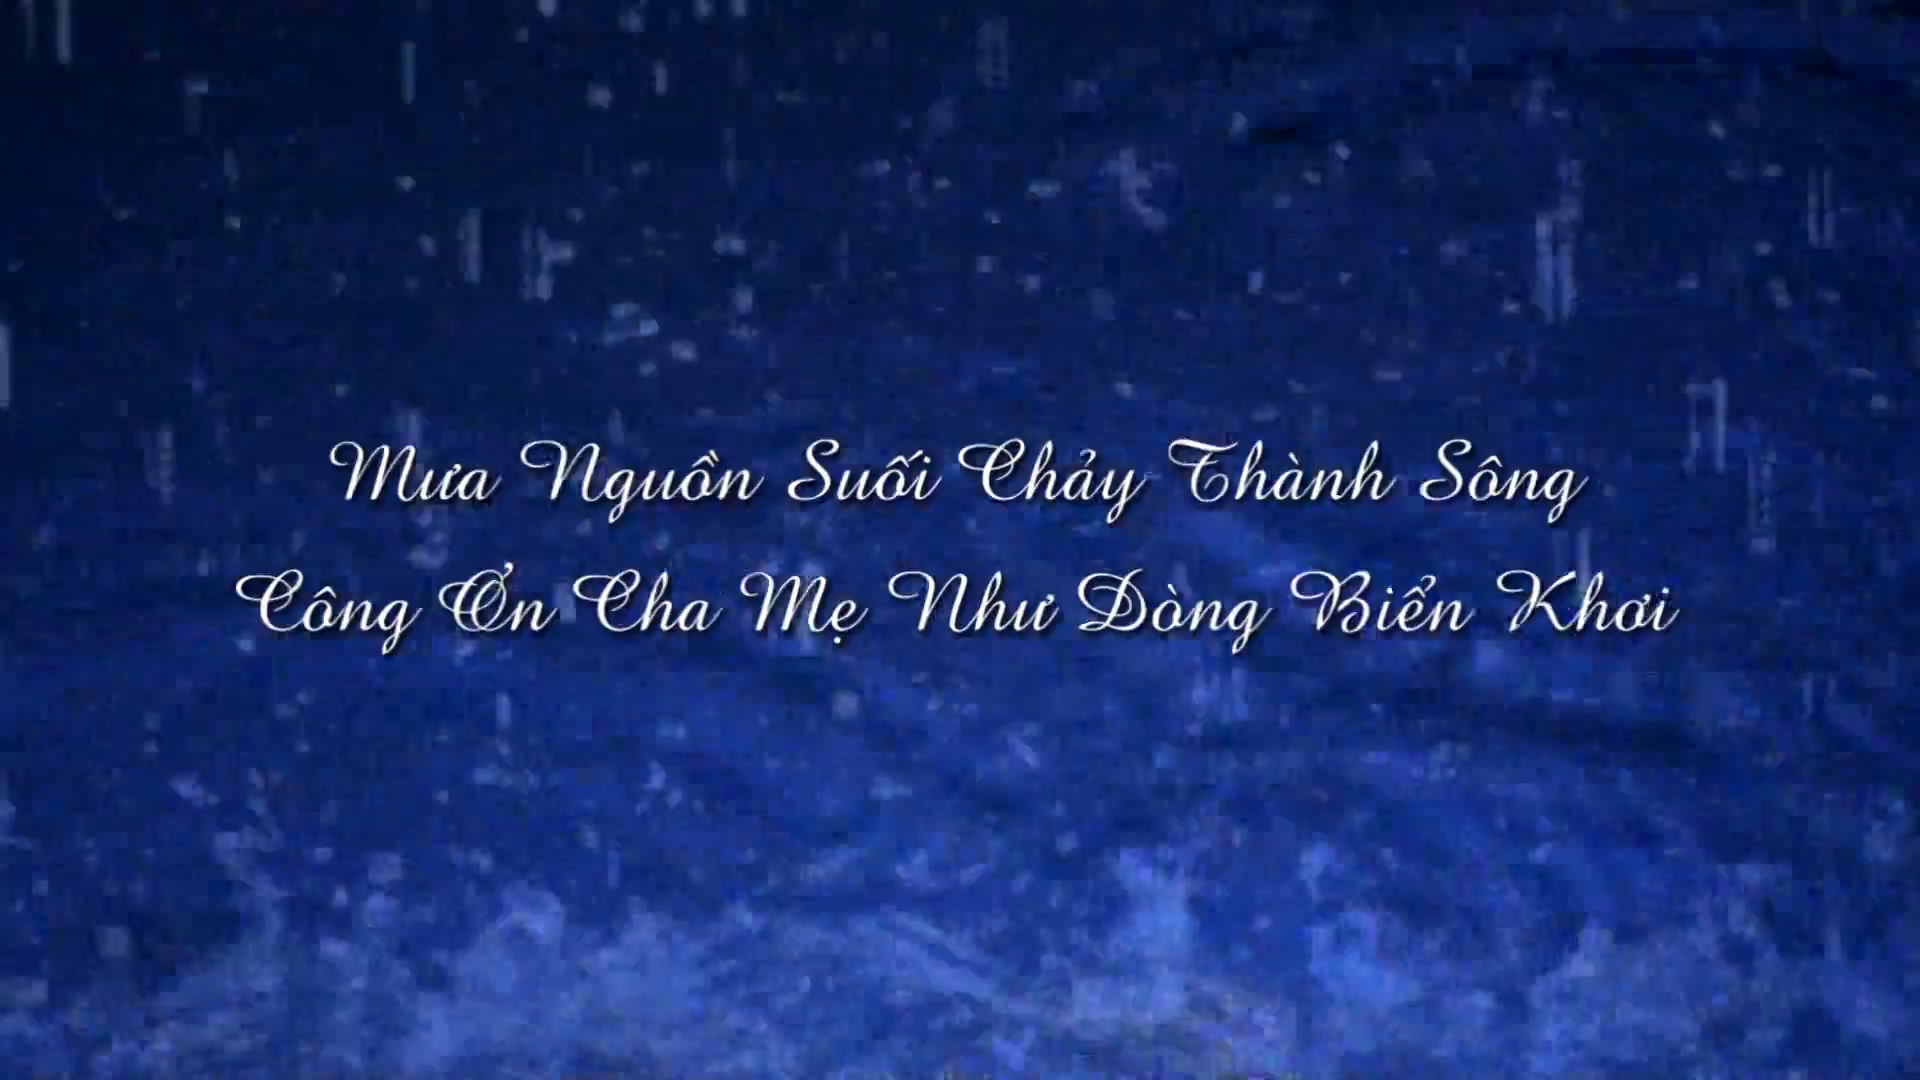 Mưa Nguồn Suối Chảy Thành Sông
Công Ơn Cha Mẹ Như Dòng Biển Khơi